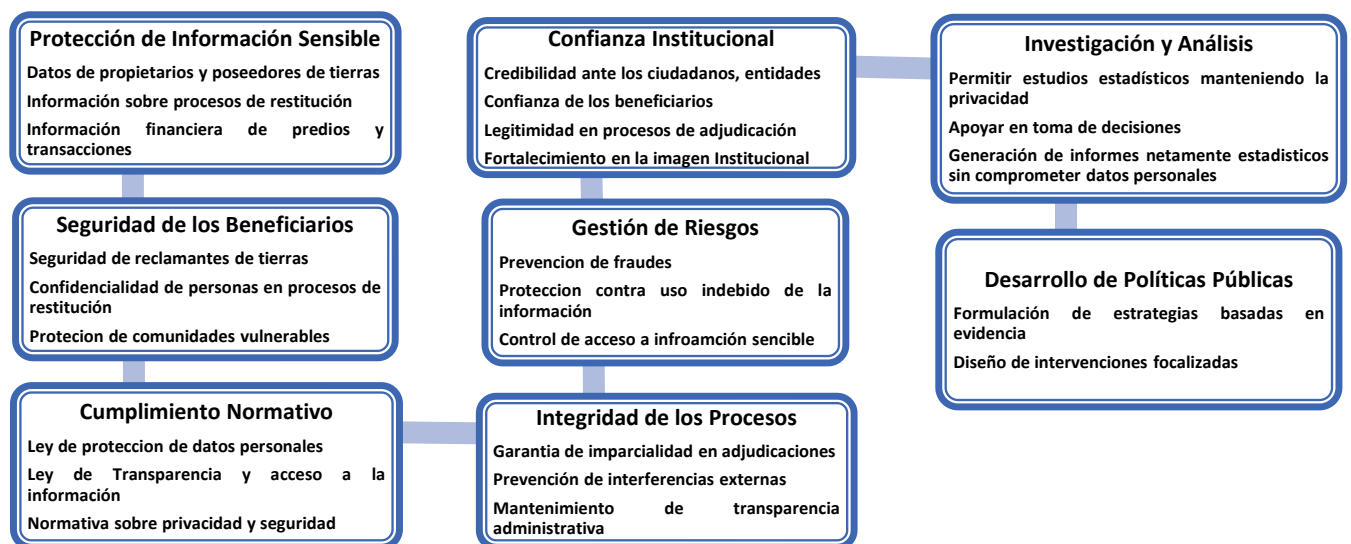 Protección de Información Sensible
Datos de propietarios y poseedores de tierras
Información sobre procesos de restitución
Información financiera de predios y
transacciones
Seguridad de los Beneficiarios
Seguridad de reclamantes de tierras
Confidencialidad de personas en procesos de
restitución
Protecion de comunidades vulnerables
Cumplimiento Normativo
Ley de proteccion de datos personales
Ley de Transparencia y acceso a la
información
Normativa sobre privacidad y seguridad
Integridad de los Procesos
Garantia de imparcialidad en adjudicaciones
Prevención de interferencias externas
Mantenimiento de transparencia
administrativa
Gestión de Riesgos
Prevencion de fraudes
Proteccion contra uso indebido de la
información
Control de acceso a infroamción sencible
Confianza Institucional
Credibilidad ante los ciudadanos, entidades
Confianza de los beneficiarios
Legitimidad en procesos de adjudicación
Fortalecimiento en la imagen Institucional
Investigación y Análisis
Permitir estudios estadísticos manteniendo la
privacidad
Apoyar en toma de decisiones
Generación de informes netamente estadisticos
sin comprometer datos personales
Desarrollo de Políticas Públicas
Formulación de estrategias basadas en
evidencia
Diseño de intervenciones focalizadas